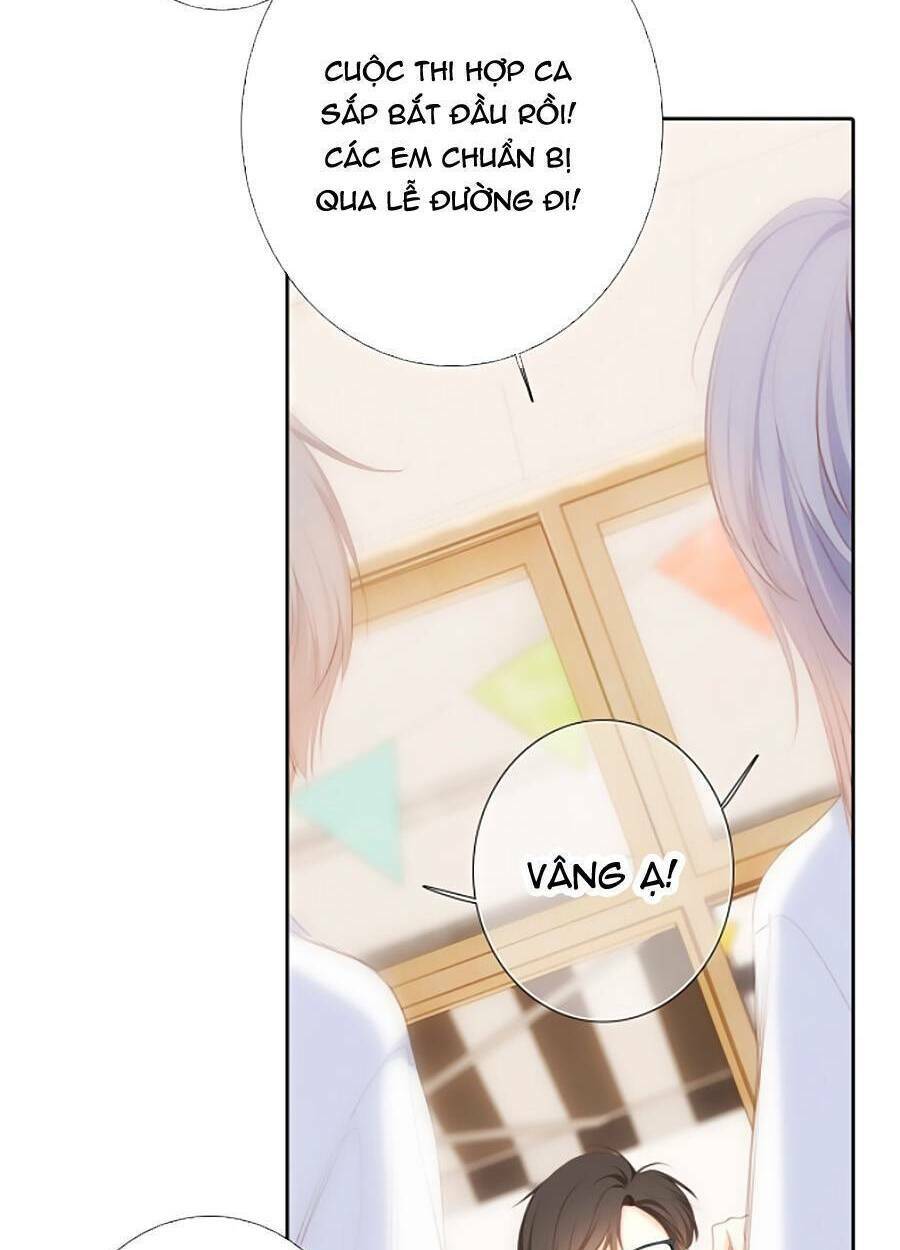 CUỘC THI HỢP CA
SẮP BẮT ĐẦU RỒI!
CÁC EM CHUẨN BỊ
QUA LỄ ĐƯỜNG ĐI!
VÂNG Ạ!